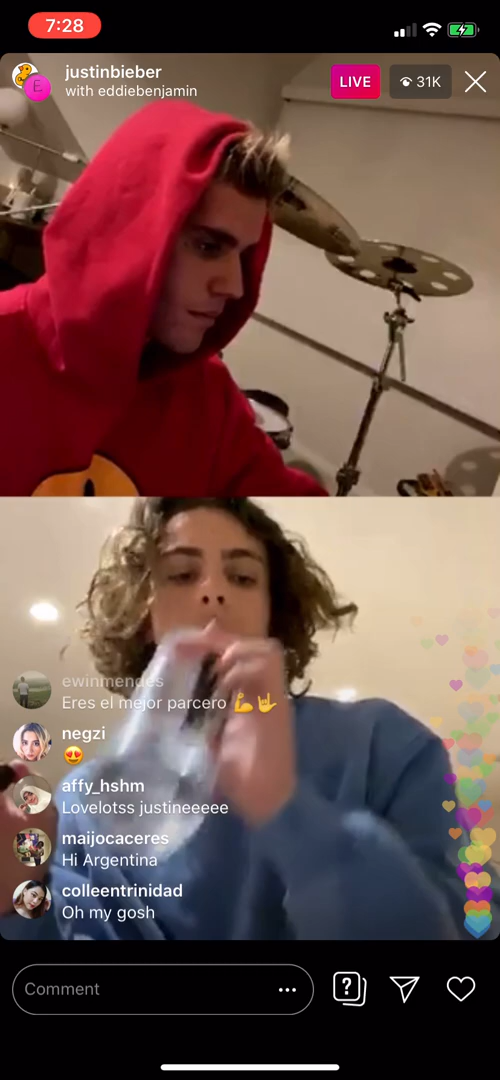 7:28
justinbieber
with eddiebenjamin
E
LIVE
31K
ewinmendes
Eres el mejor parcero 💪🤟
negzi
😍
affy_hshm
Lovelotss justineeeee
maijocaceres
Hi Argentina
colleentrinidad
Oh my gosh
Comment